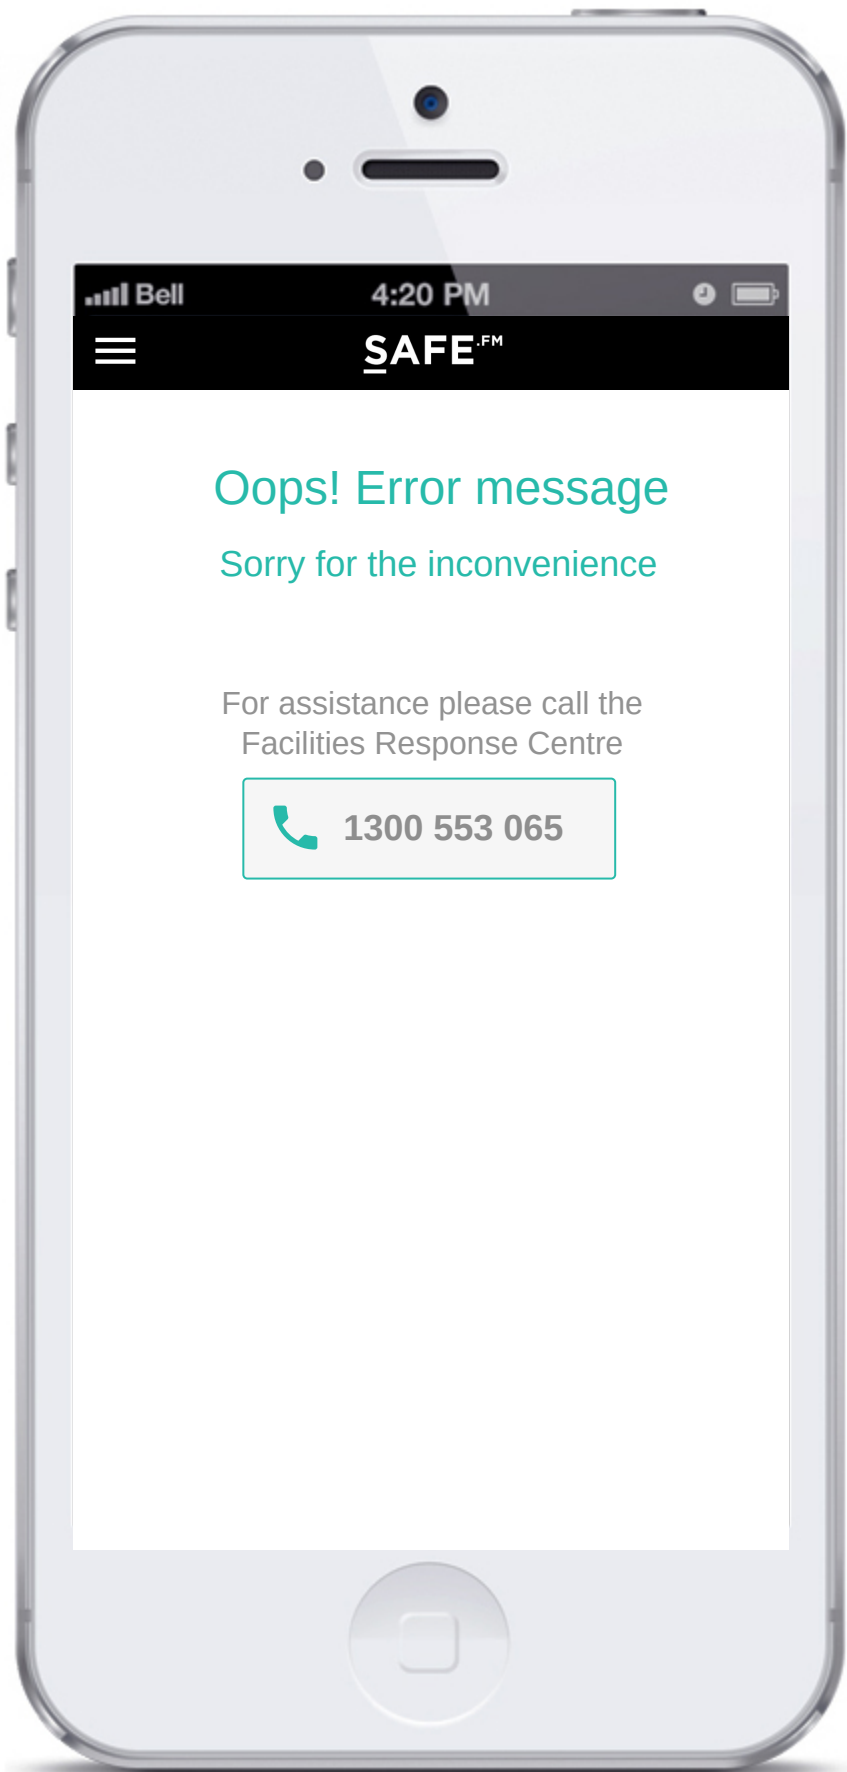 Bell 4:20 PM
SAFE.FM
Oops! Error message
Sorry for the inconvenience
For assistance please call the
Facilities Response Centre
1300 553 065